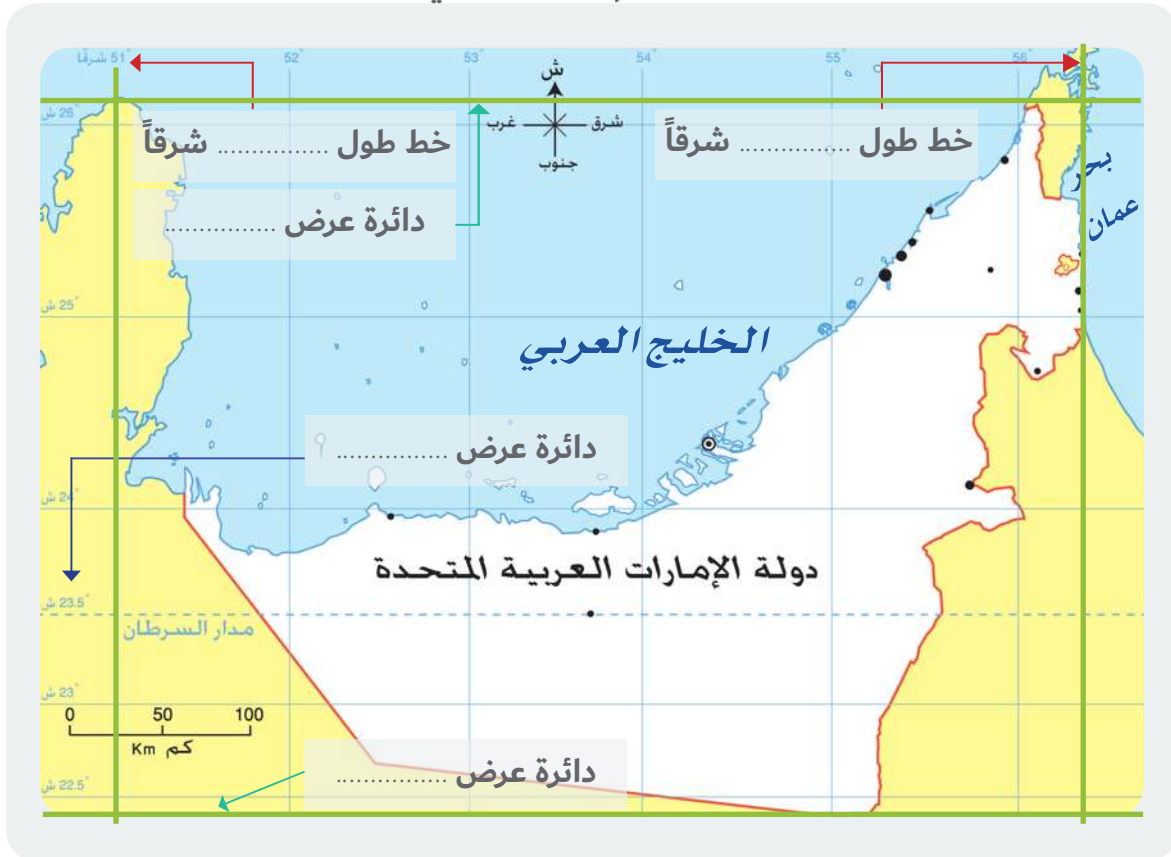 51° شرقًا
52°
53°
54°
55°
56°
ش
شرق
غرب
جنوب
26° ش
خط طول ................ شرقاً
خط طول ................ شرقاً
بحر
عمان
دائرة عرض ................
25° ش
الخليج العربي
دائرة عرض ................
24° ش
دولة الإمارات العربية المتحدة
23.5° ش
مدار السرطان
23° ش
0 50 100
Km كم
دائرة عرض ................
22.5° ش